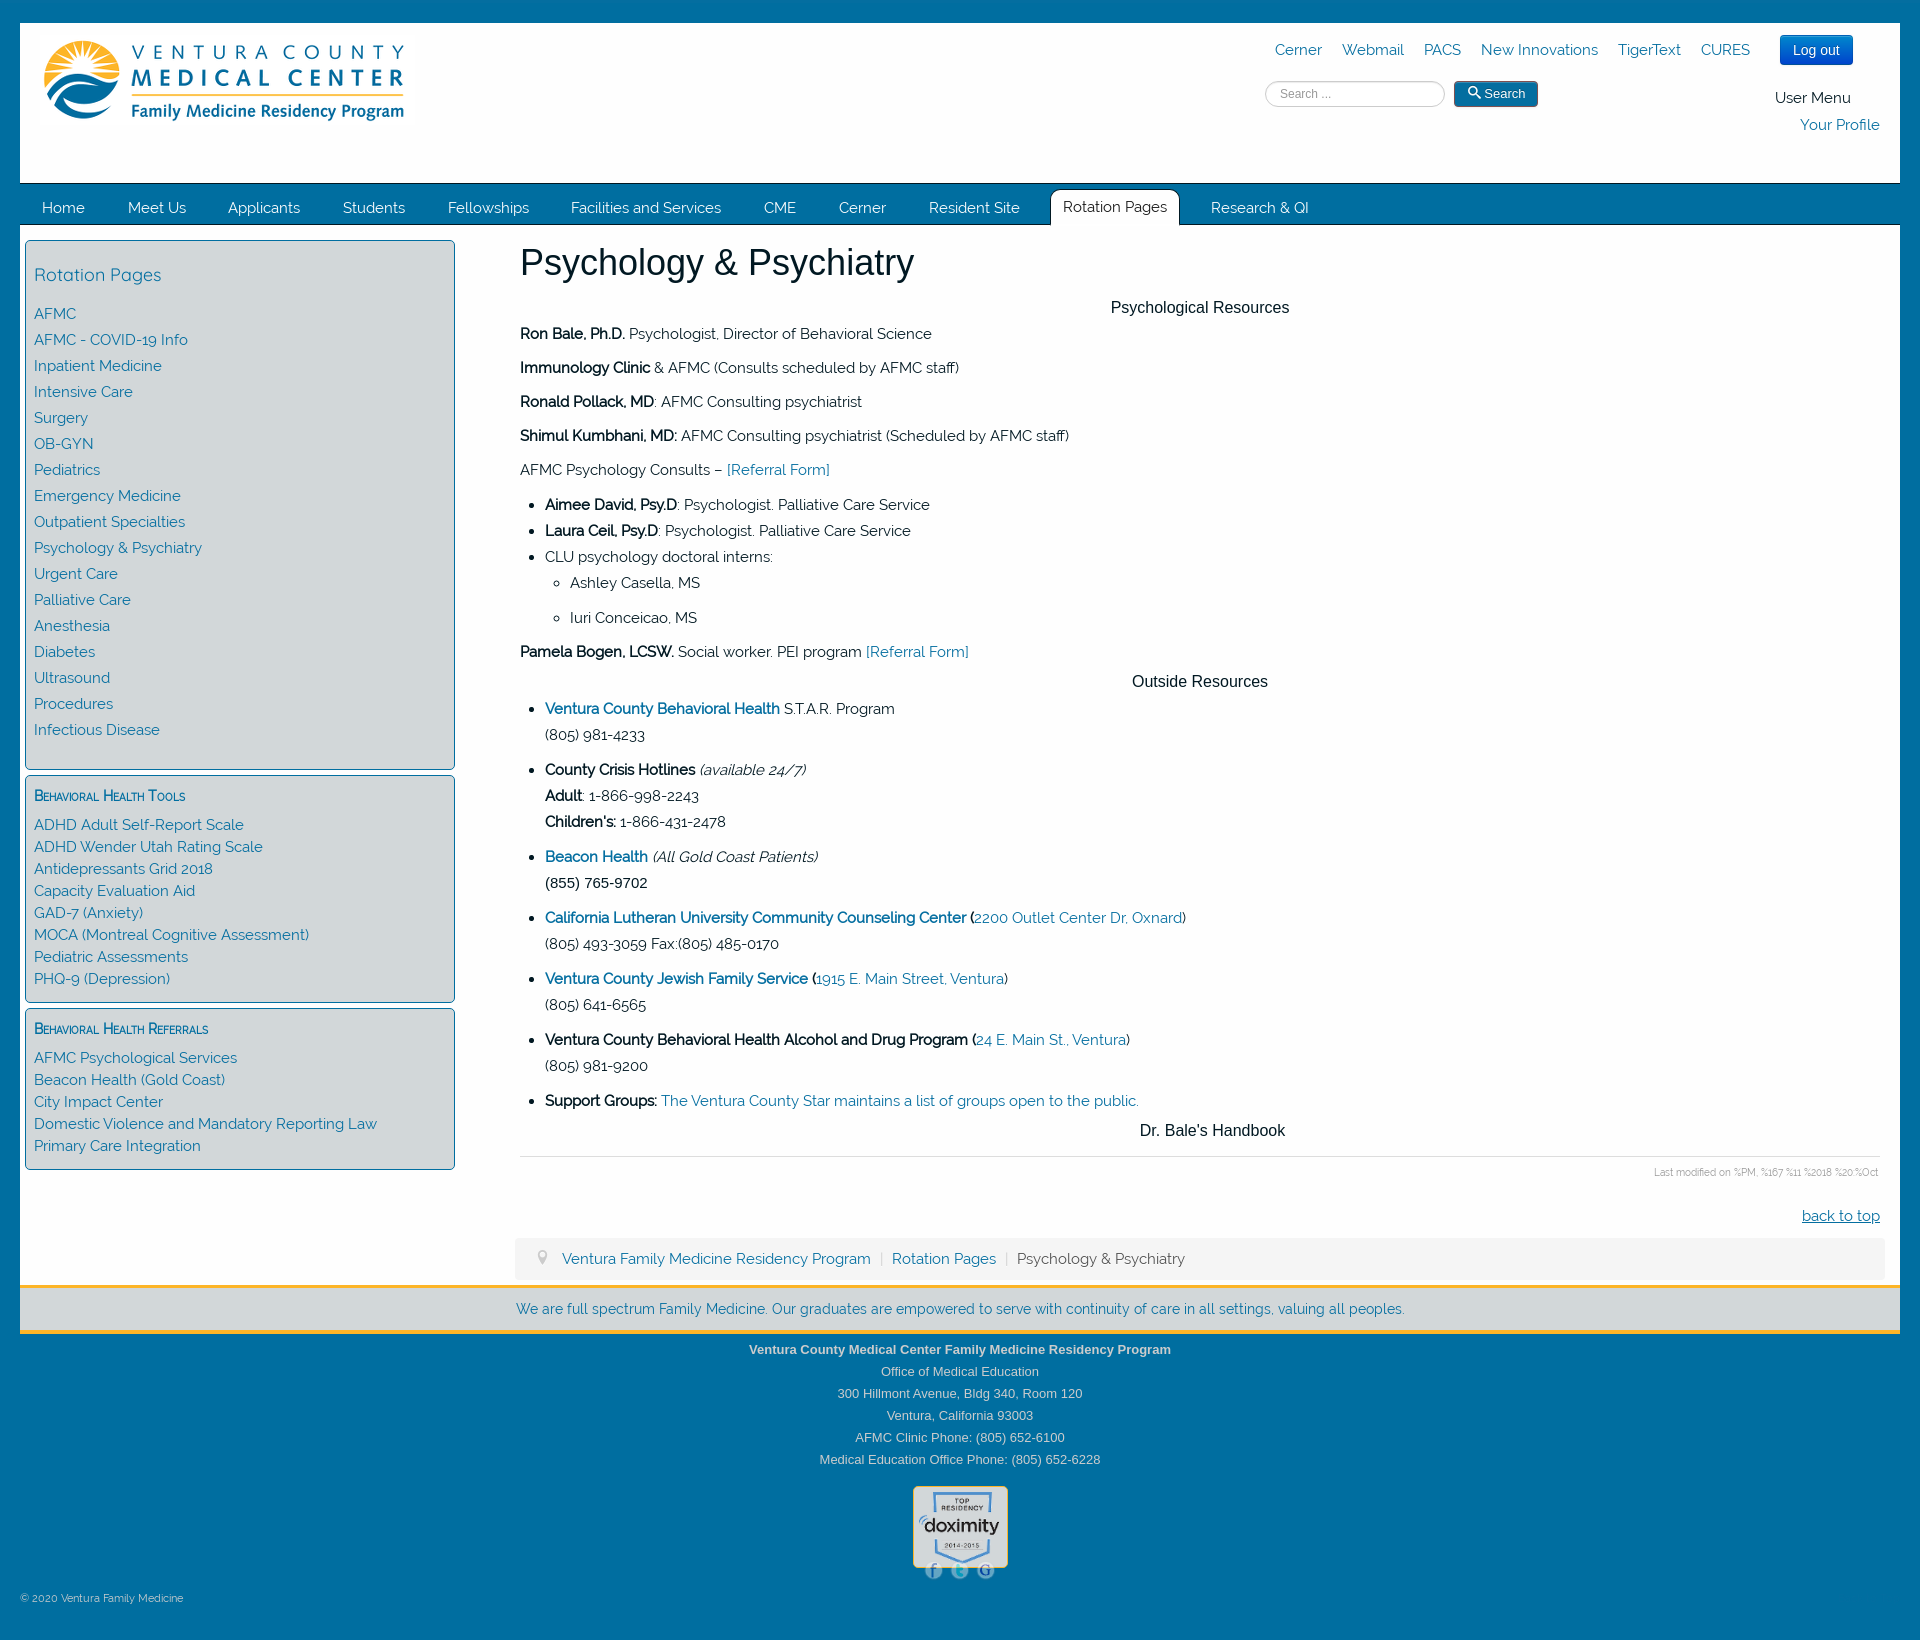 VENTURA COUNTY
MEDICAL CENTER
Family Medicine Residency Program
Cerner Webmail PACS New Innovations TigerText CURES Log out
Search ... Search
User Menu
Your Profile
Home Meet Us Applicants Students Fellowships Facilities and Services CME Cerner Resident Site Rotation Pages Research & QI
Rotation Pages
AFMC
AFMC - COVID-19 Info
Inpatient Medicine
Intensive Care
Surgery
OB-GYN
Pediatrics
Emergency Medicine
Outpatient Specialties
Psychology & Psychiatry
Urgent Care
Palliative Care
Anesthesia
Diabetes
Ultrasound
Procedures
Infectious Disease
Behavioral Health Tools
ADHD Adult Self-Report Scale
ADHD Wender Utah Rating Scale
Antidepressants Grid 2018
Capacity Evaluation Aid
GAD-7 (Anxiety)
MOCA (Montreal Cognitive Assessment)
Pediatric Assessments
PHQ-9 (Depression)
Behavioral Health Referrals
AFMC Psychological Services
Beacon Health (Gold Coast)
City Impact Center
Domestic Violence and Mandatory Reporting Law
Primary Care Integration
Psychology & Psychiatry
Psychological Resources
Ron Bale, Ph.D. Psychologist, Director of Behavioral Science
Immunology Clinic & AFMC (Consults scheduled by AFMC staff)
Ronald Pollack, MD: AFMC Consulting psychiatrist
Shimul Kumbhani, MD: AFMC Consulting psychiatrist (Scheduled by AFMC staff)
AFMC Psychology Consults – [Referral Form]
• Aimee David, Psy.D: Psychologist. Palliative Care Service
• Laura Ceil, Psy.D: Psychologist. Palliative Care Service
• CLU psychology doctoral interns:
◦ Ashley Casella, MS
◦ Iuri Conceicao, MS
Pamela Bogen, LCSW. Social worker. PEI program [Referral Form]
Outside Resources
• Ventura County Behavioral Health S.T.A.R. Program
(805) 981-4233
• County Crisis Hotlines (available 24/7)
Adult: 1-866-998-2243
Children's: 1-866-431-2478
• Beacon Health (All Gold Coast Patients)
(855) 765-9702
• California Lutheran University Community Counseling Center (2200 Outlet Center Dr, Oxnard)
(805) 493-3059 Fax:(805) 485-0170
• Ventura County Jewish Family Service (1915 E. Main Street, Ventura)
(805) 641-6565
• Ventura County Behavioral Health Alcohol and Drug Program (24 E. Main St., Ventura)
(805) 981-9200
• Support Groups: The Ventura County Star maintains a list of groups open to the public.
Dr. Bale's Handbook
Last modified on %PM, %167 %11 %2018 %20:%Oct
back to top
Ventura Family Medicine Residency Program | Rotation Pages | Psychology & Psychiatry
We are full spectrum Family Medicine. Our graduates are empowered to serve with continuity of care in all settings, valuing all peoples.
Ventura County Medical Center Family Medicine Residency Program
Office of Medical Education
300 Hillmont Avenue, Bldg 340, Room 120
Ventura, California 93003
AFMC Clinic Phone: (805) 652-6100
Medical Education Office Phone: (805) 652-6228
TOP
RESIDENCY
doximity
2014-2015
f t G
© 2020 Ventura Family Medicine